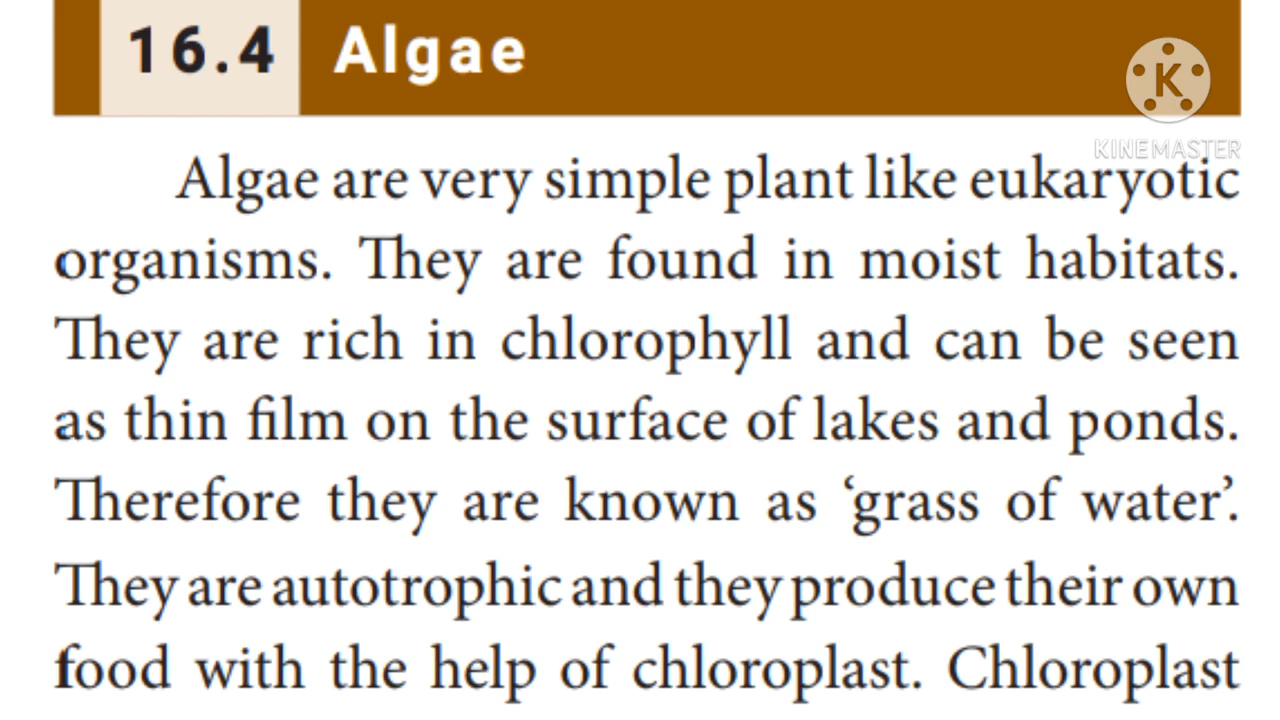 16.4 Algae
KINEMASTER
Algae are very simple plant like eukaryotic
organisms. They are found in moist habitats.
They are rich in chlorophyll and can be seen
as thin film on the surface of lakes and ponds.
Therefore they are known as ‘grass of water’.
They are autotrophic and they produce their own
food with the help of chloroplast. Chloroplast